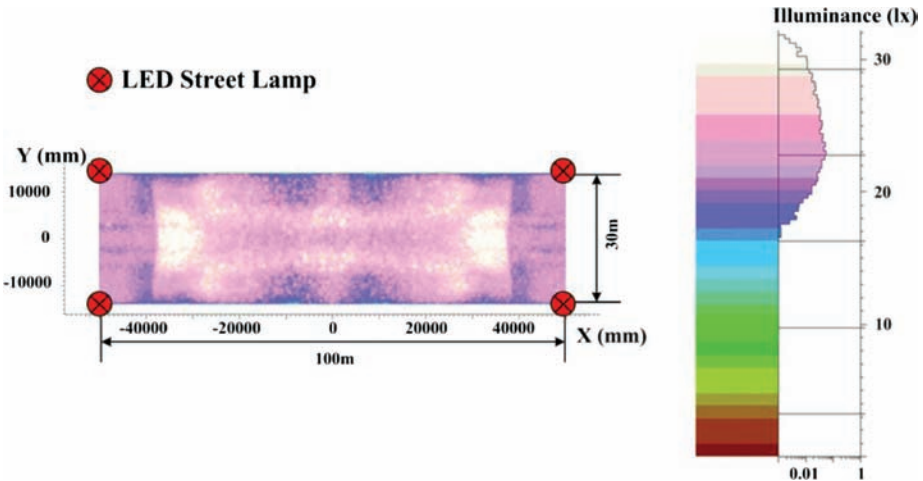 Illuminance (lx)
30
LED Street Lamp
Y (mm)
10000
0
-10000
30m
20
-40000 -20000 0 20000 40000
X (mm)
100m
10
0.01 1